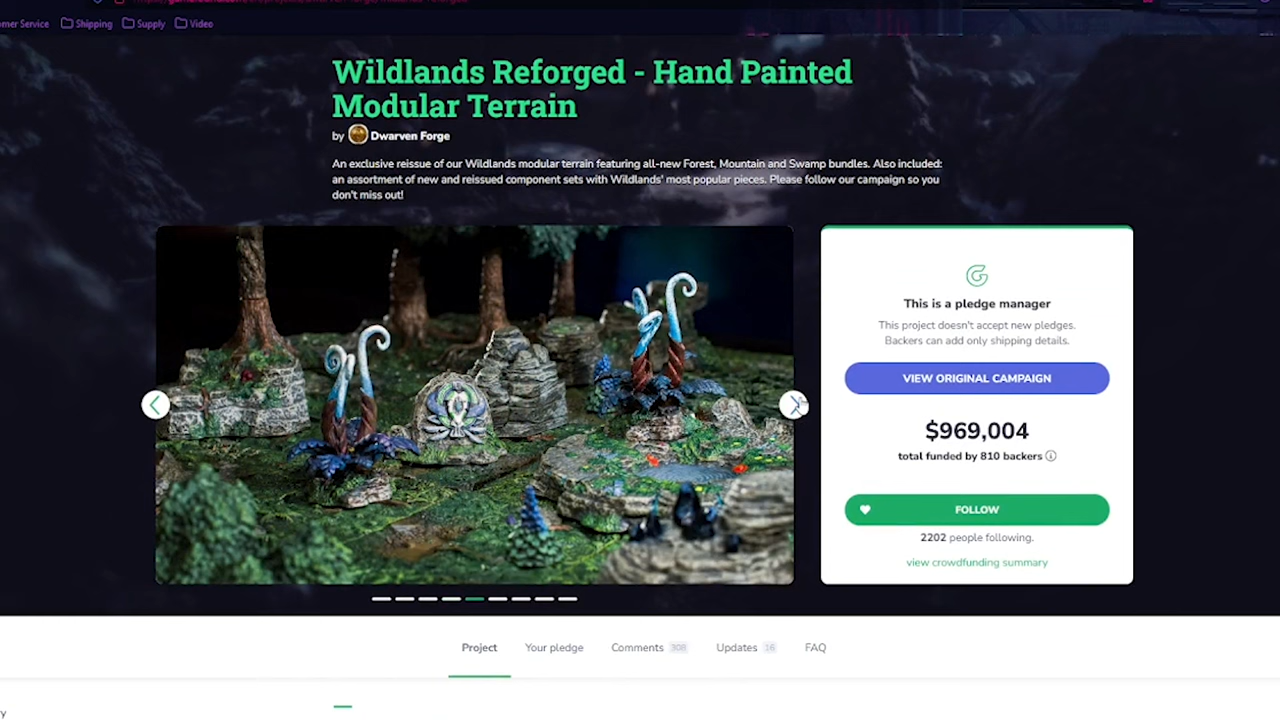 Customer Service Shipping Supply Video
Wildlands Reforged - Hand Painted
Modular Terrain
by Dwarven Forge
An exclusive reissue of our Wildlands modular terrain featuring all-new Forest, Mountain and Swamp bundles. Also included:
an assortment of new and reissued component sets with Wildlands' most popular pieces. Please follow our campaign so you
don't miss out!
This is a pledge manager
This project doesn't accept new pledges.
Backers can add only shipping details.
VIEW ORIGINAL CAMPAIGN
$969,004
total funded by 810 backers
FOLLOW
2202 people following.
view crowdfunding summary
Project Your pledge Comments 308 Updates 16 FAQ